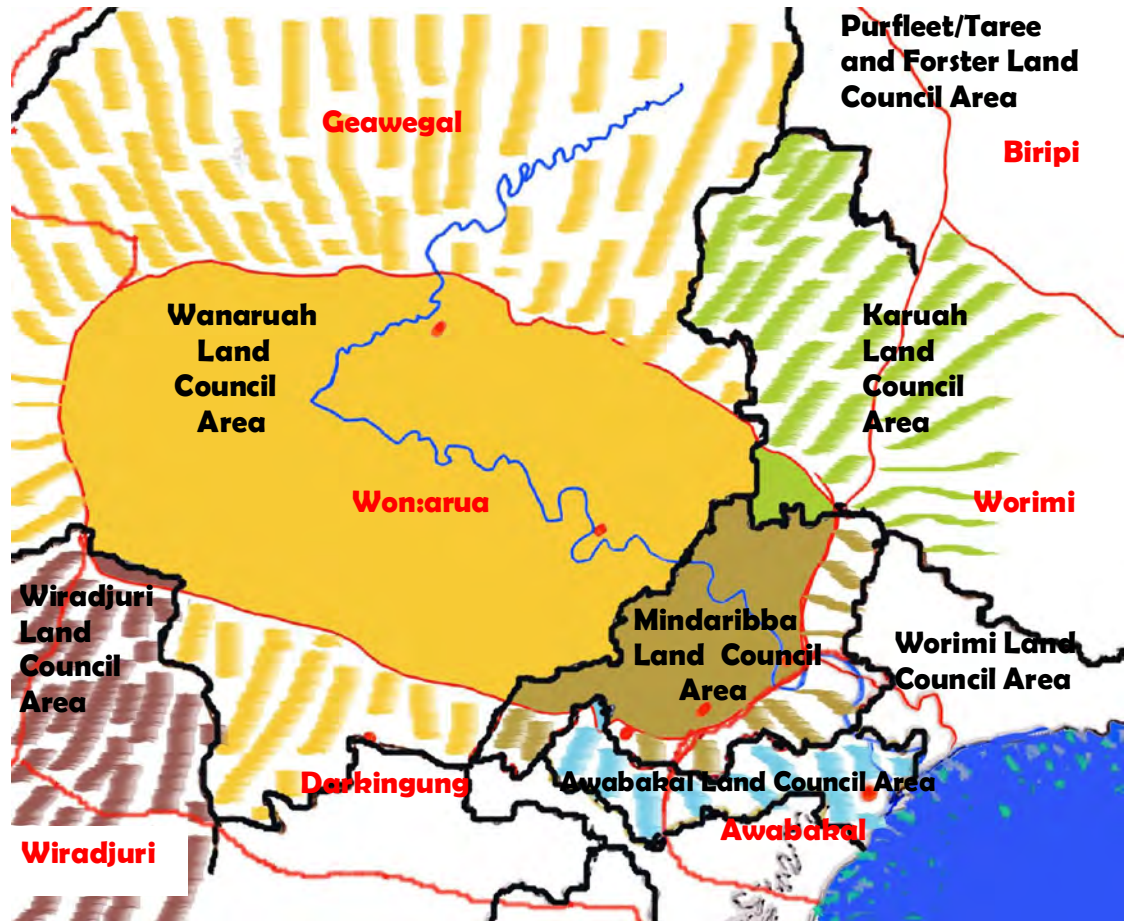 Purfleet/Taree
and Forster Land
Council Area
Geawegal
Biripi
Wanaruah
Land
Council
Area
Karuah
Land
Council
Area
Won:arua
Worimi
Wiradjuri
Land
Council
Area
Mindaribba
Land Council
Area
Worimi Land
Council Area
Darkingung
Awabakal Land Council Area
Awabakal
Wiradjuri